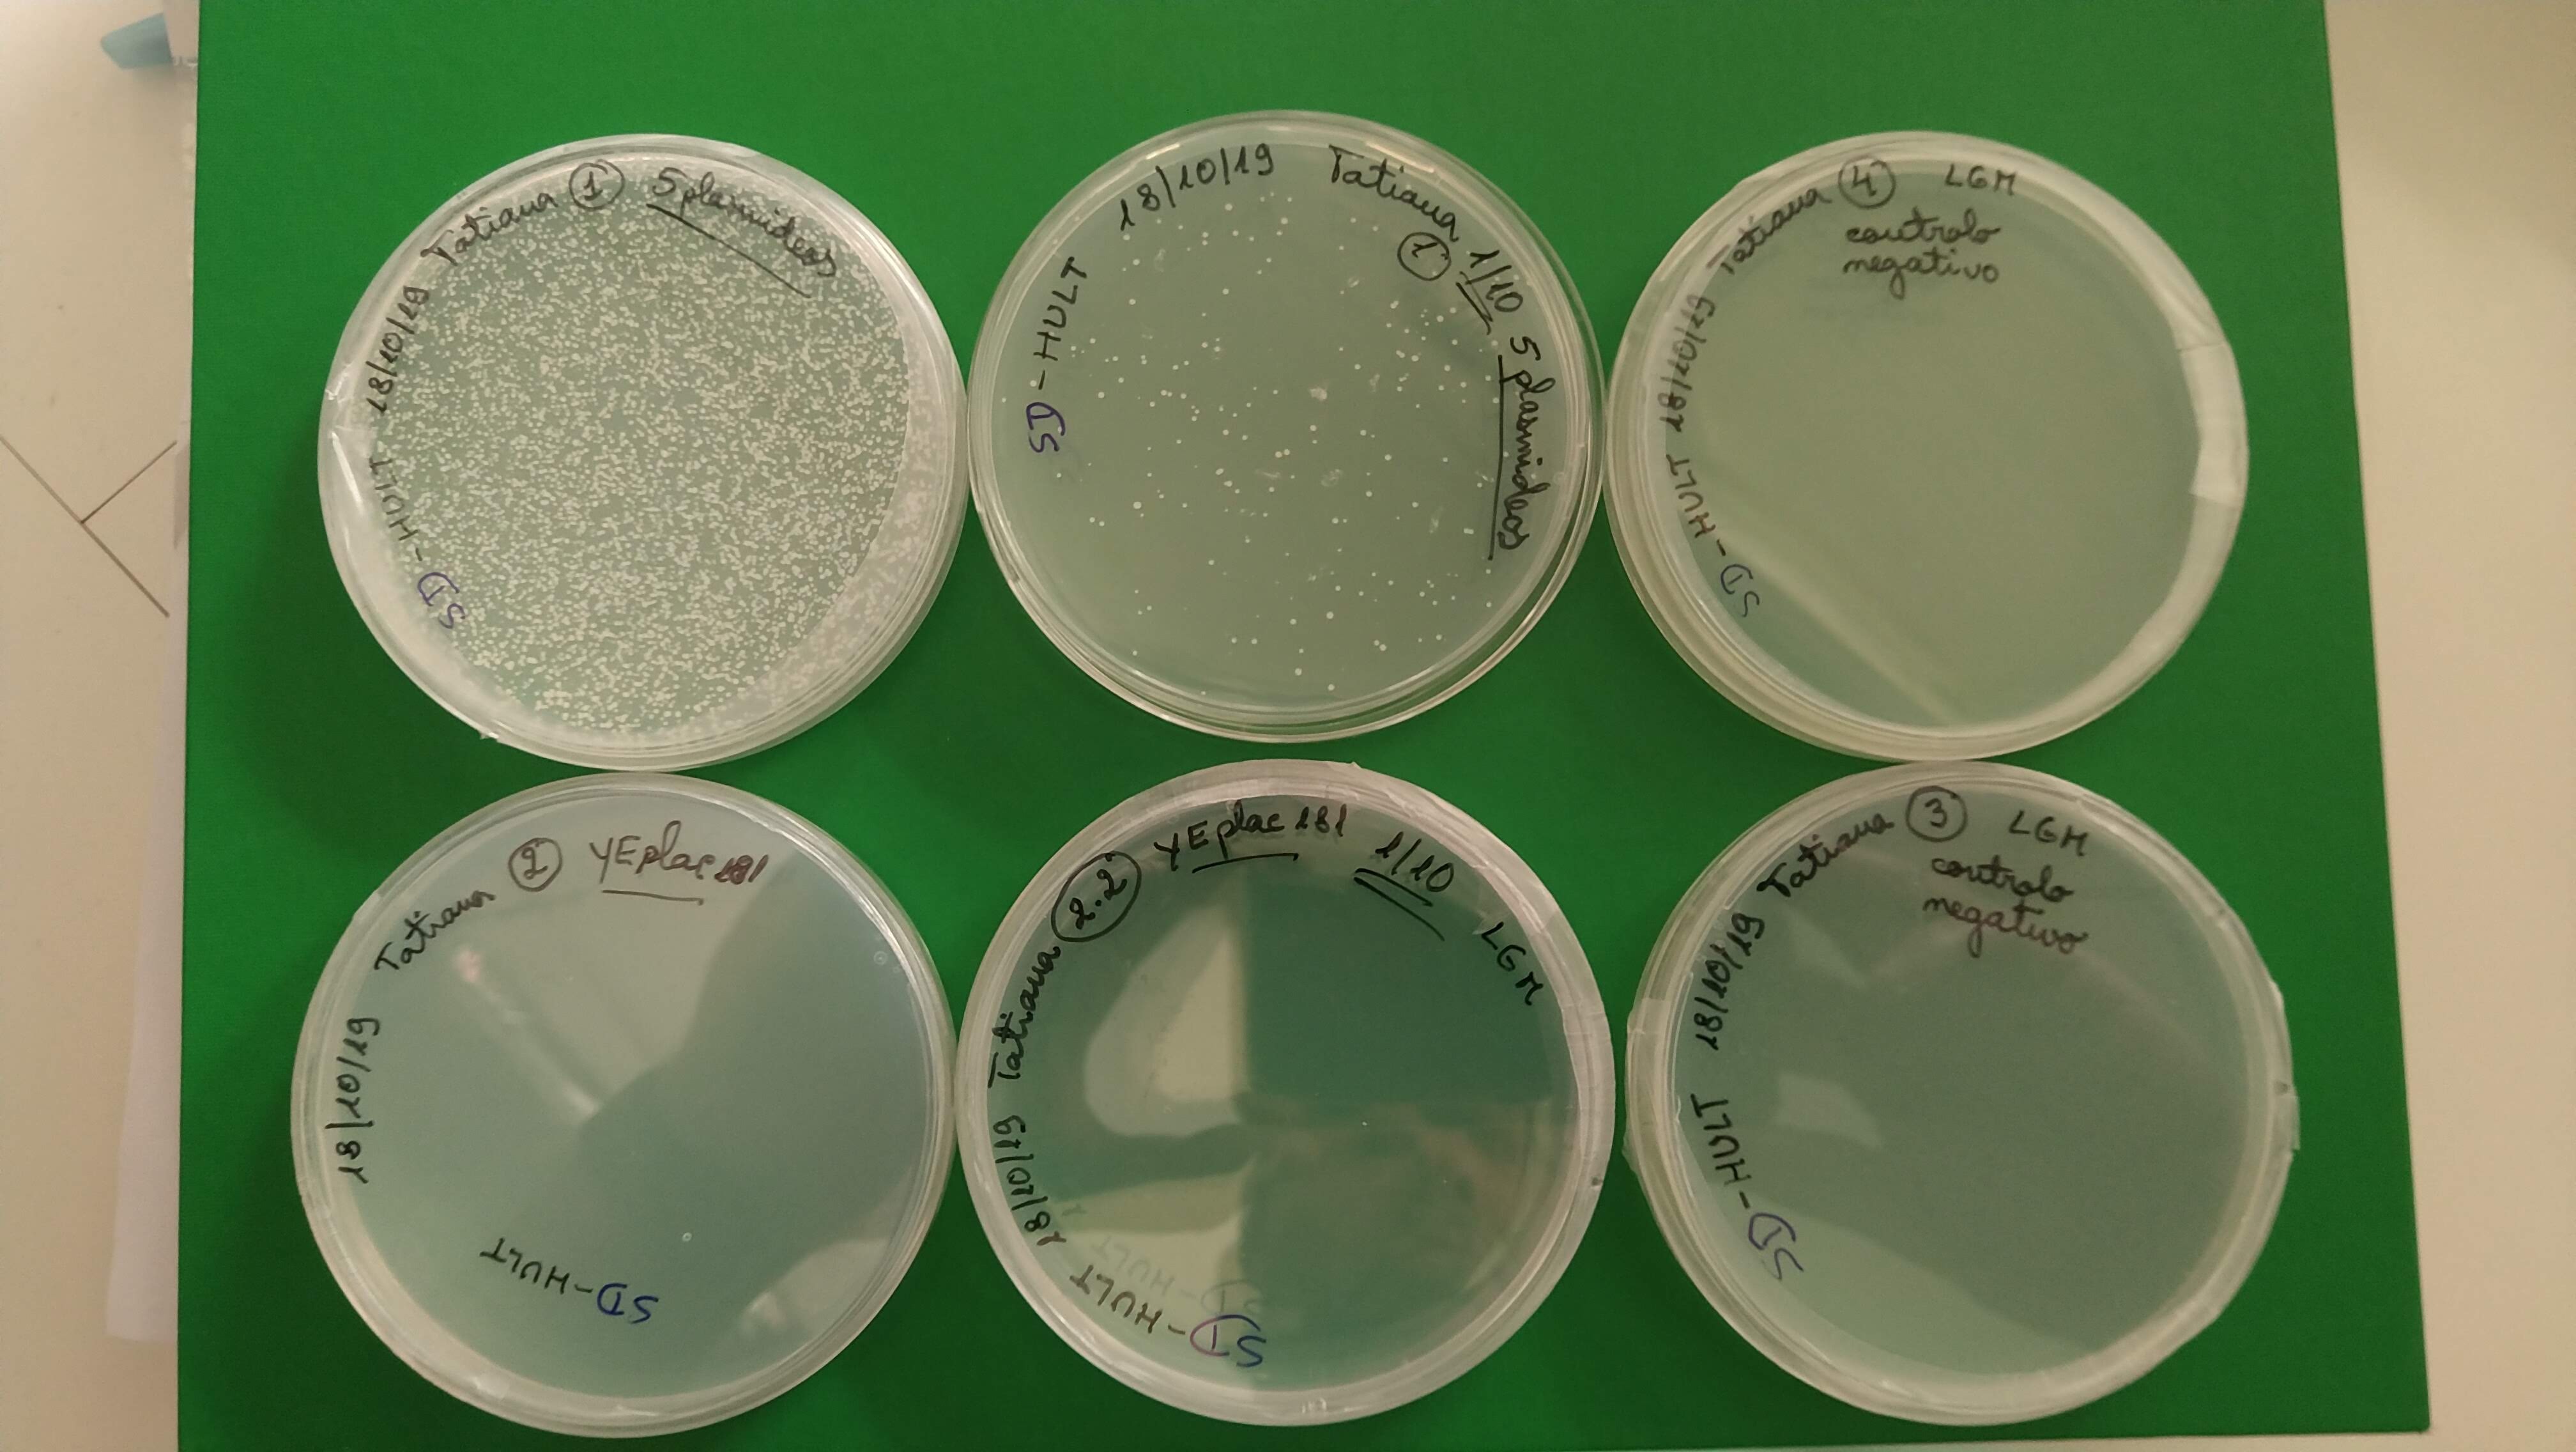 SD-HULT 18/10/19 Tatiana 1 5 plasmideos
SD-HULT 18/10/19 Tatiana 1 1/10 5 plasmideos
SD-HULT 18/10/19 Tatiana 4 LGM
controlo
negativo
18/10/19 Tatiana 2 YEplac 181
SD-HULT
SD-HULT 18/10/19 Tatiana 2.2 YEplac 181 1/10 LGM
SD-HULT 18/10/19 Tatiana 3 LGM
controlo
negativo